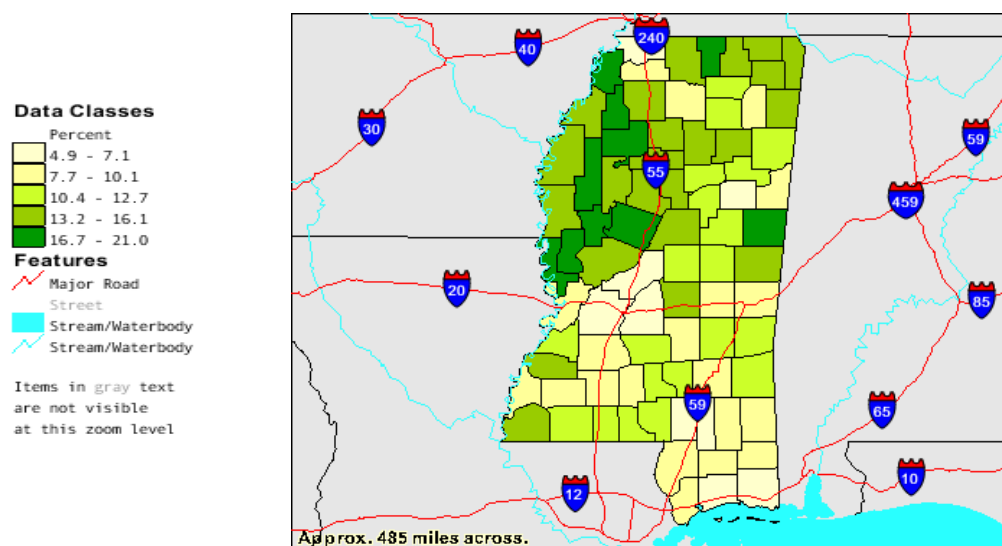 Data Classes
Percent
4.9 - 7.1
7.7 - 10.1
10.4 - 12.7
13.2 - 16.1
16.7 - 21.0
Features
Major Road
Street
Stream/Waterbody
Stream/Waterbody
Items in gray text
are not visible
at this zoom level
240
40
30
59
55
459
20
85
59
65
10
12
Approx. 485 miles across.